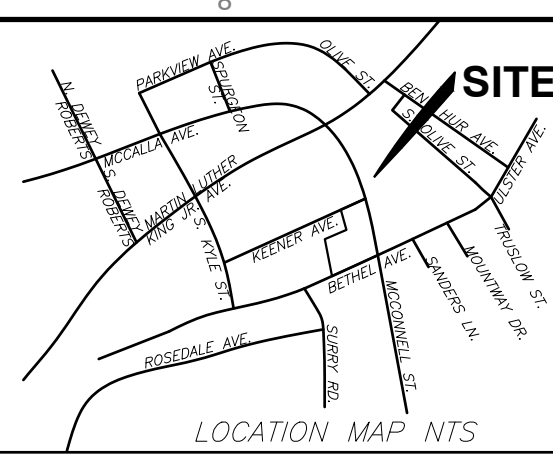 8
OLIVE ST.
PARKVIEW AVE.
SPURGEON
ST.
SITE
BEN HUR AVE.
S. OLIVE ST.
ULSTER AVE.
N. DEWEY
ROBERTS
MCCALLA AVE.
S. DEWEY
ROBERTS
MARTIN LUTHER
KING JR. AVE.
S. KYLE ST.
KEENER AVE.
BETHEL AVE.
TRUSLOW ST.
MOUNTWAY DR.
SANDERS LN.
MCCONNELL ST.
ROSEDALE AVE.
SURRY RD.
LOCATION MAP NTS